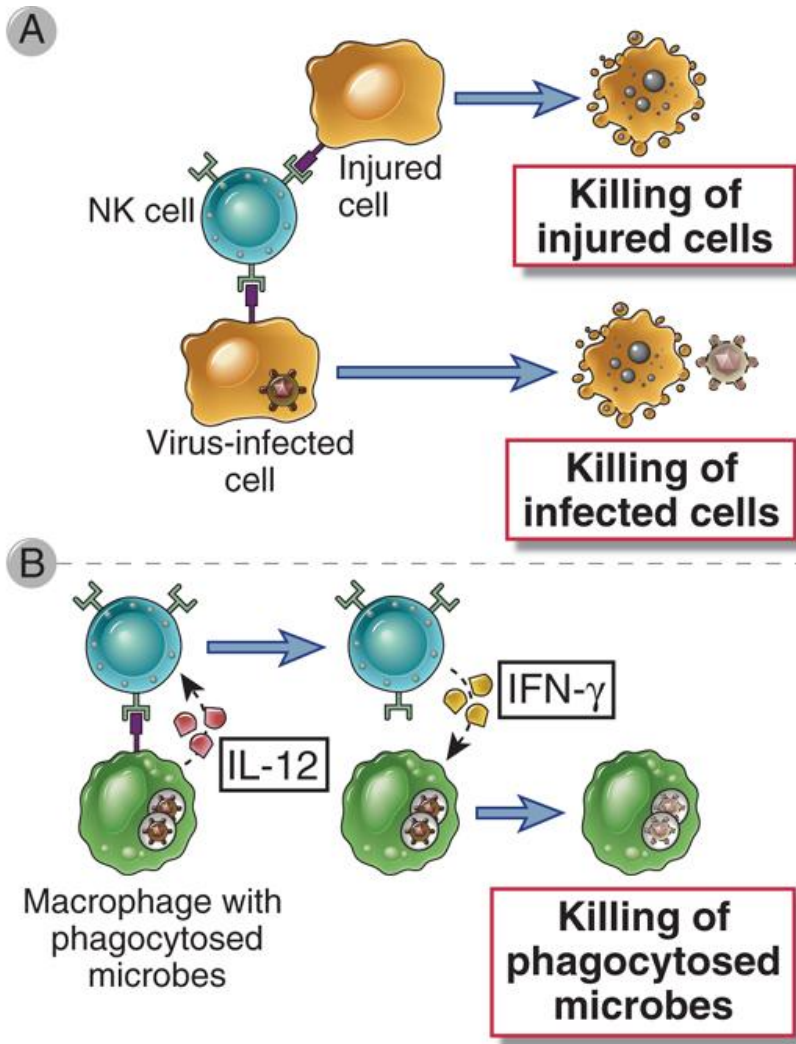 A
Injured
cell
NK cell
Killing of
injured cells
Virus-infected
cell
Killing of
infected cells
B
IL-12
IFN-γ
Macrophage with
phagocytosed
microbes
Killing of
phagocytosed
microbes